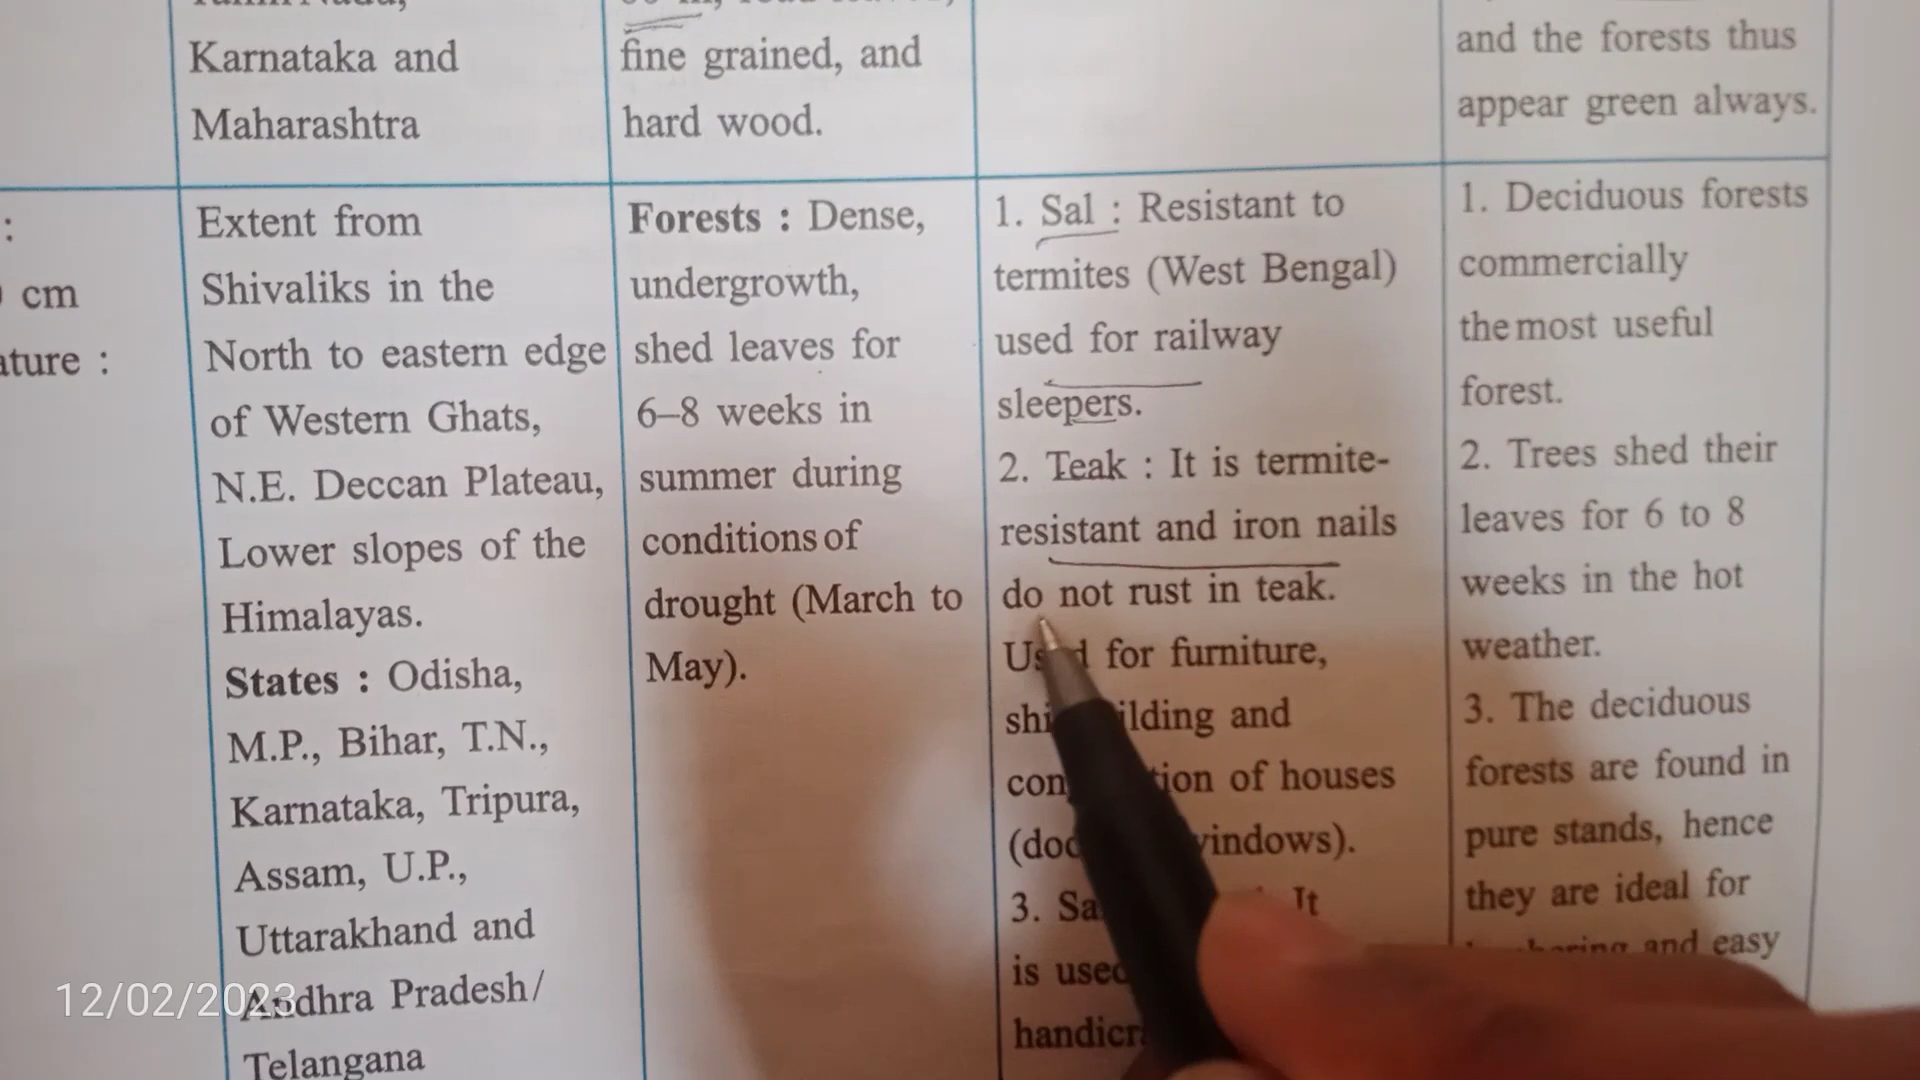 Karnataka and
Maharashtra
fine grained, and
hard wood.
and the forests thus
appear green always.
:
cm
:
Extent from
Shivaliks in the
North to eastern edge
of Western Ghats,
N.E. Deccan Plateau,
Lower slopes of the
Himalayas.
States : Odisha,
M.P., Bihar, T.N.,
Karnataka, Tripura,
Assam, U.P.,
Uttarakhand and
Andhra Pradesh/
Telangana
Forests : Dense,
undergrowth,
shed leaves for
6–8 weeks in
summer during
conditions of
drought (March to
May).
1. Sal : Resistant to
termites (West Bengal)
used for railway
sleepers.
2. Teak : It is termite-
resistant and iron nails
do not rust in teak.
for furniture,
and
of houses
windows).
3. It
is used
1. Deciduous forests
commercially
the most useful
forest.
2. Trees shed their
leaves for 6 to 8
weeks in the hot
weather.
3. The deciduous
forests are found in
pure stands, hence
they are ideal for
and easy
12/02/2023